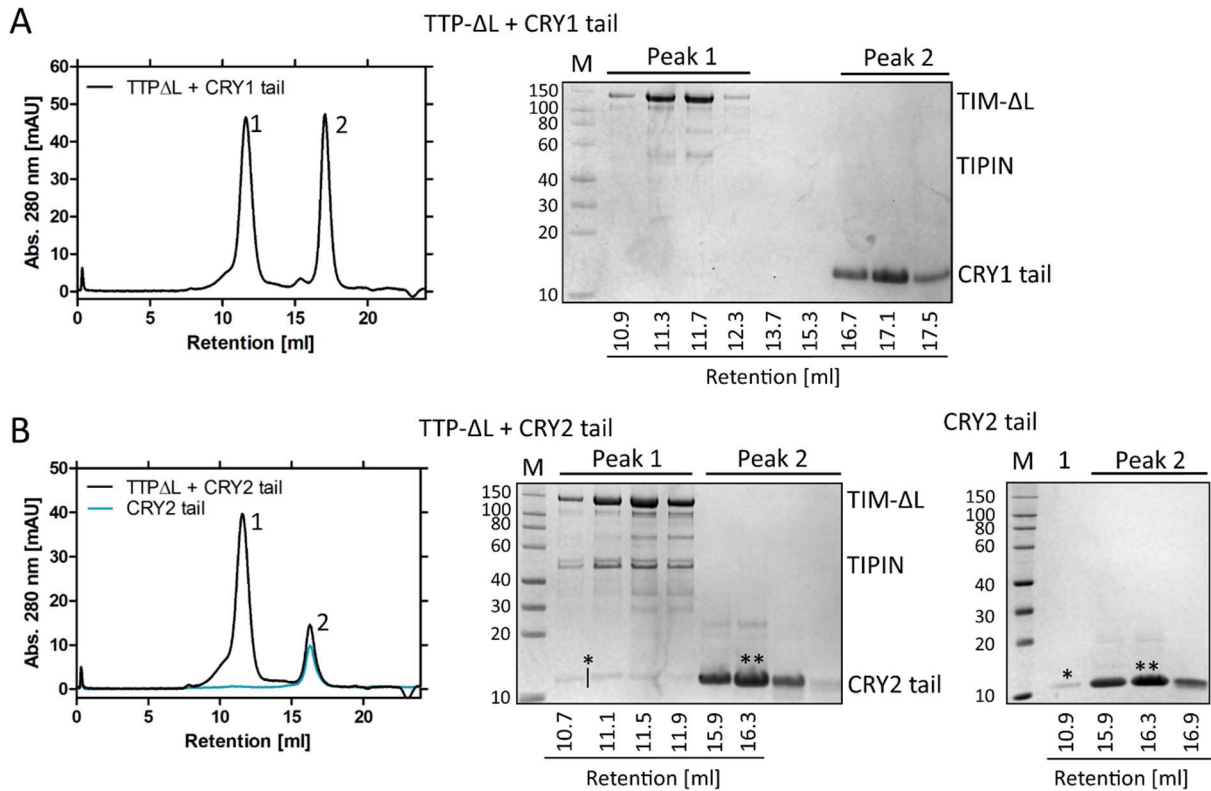 A
TTP-ΔL + CRY1 tail
60
50
40
30
20
10
0
Abs. 280 nm [mAU]
TTPΔL + CRY1 tail
1
2
0 5 10 15 20
Retention [ml]
M Peak 1 Peak 2
150
100
80
60
40
30
20
10
TIM-ΔL
TIPIN
CRY1 tail
10.9 11.3 11.7 12.3 13.7 15.3 16.7 17.1 17.5
Retention [ml]
B
TTP-ΔL + CRY2 tail
50
40
30
20
10
0
Abs. 280 nm [mAU]
TTPΔL + CRY2 tail
CRY2 tail
1
2
0 5 10 15 20
Retention [ml]
M Peak 1 Peak 2
150
100
80
60
40
30
20
10
*
**
TIM-ΔL
TIPIN
CRY2 tail
10.7 11.1 11.5 11.9 15.9 16.3
Retention [ml]
CRY2 tail
M 1 Peak 2
150
100
80
60
40
30
20
10
*
**
10.9 15.9 16.3 16.9
Retention [ml]